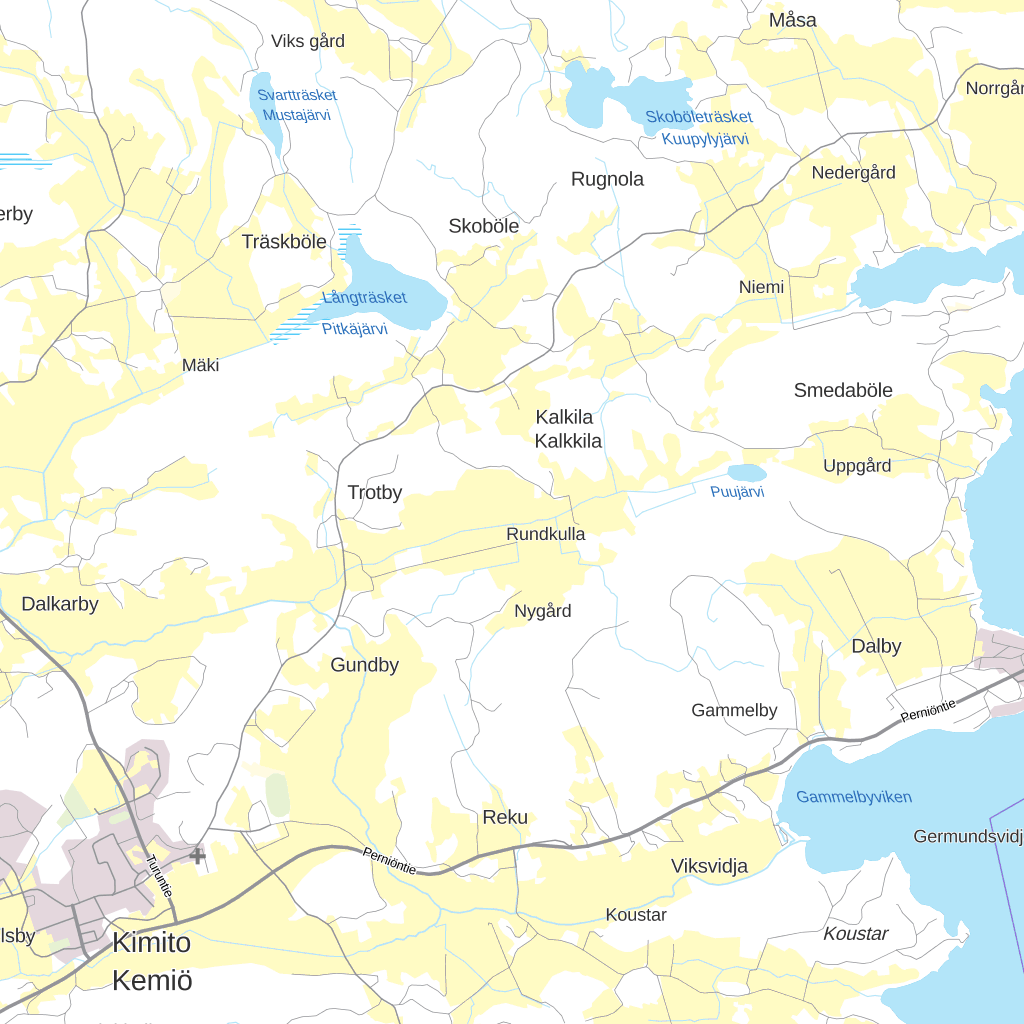 Måsa
Viks gård
Norrgår
Svartträsket
Mustajärvi
Skoböleträsket
Kuupylyjärvi
Nedergård
Rugnola
erby
Skoböle
Träskböle
Niemi
Långträsket
Pitkäjärvi
Mäki
Smedaböle
Kalkila
Kalkkila
Uppgård
Trotby
Puujärvi
Rundkulla
Dalkarby
Nygård
Dalby
Gundby
Gammelby
Perniöntie
Gammelbyviken
Reku
Germundsvidj
Perniöntie
Turuntie
Viksvidja
Koustar
Koustar
lsby
Kimito
Kemiö